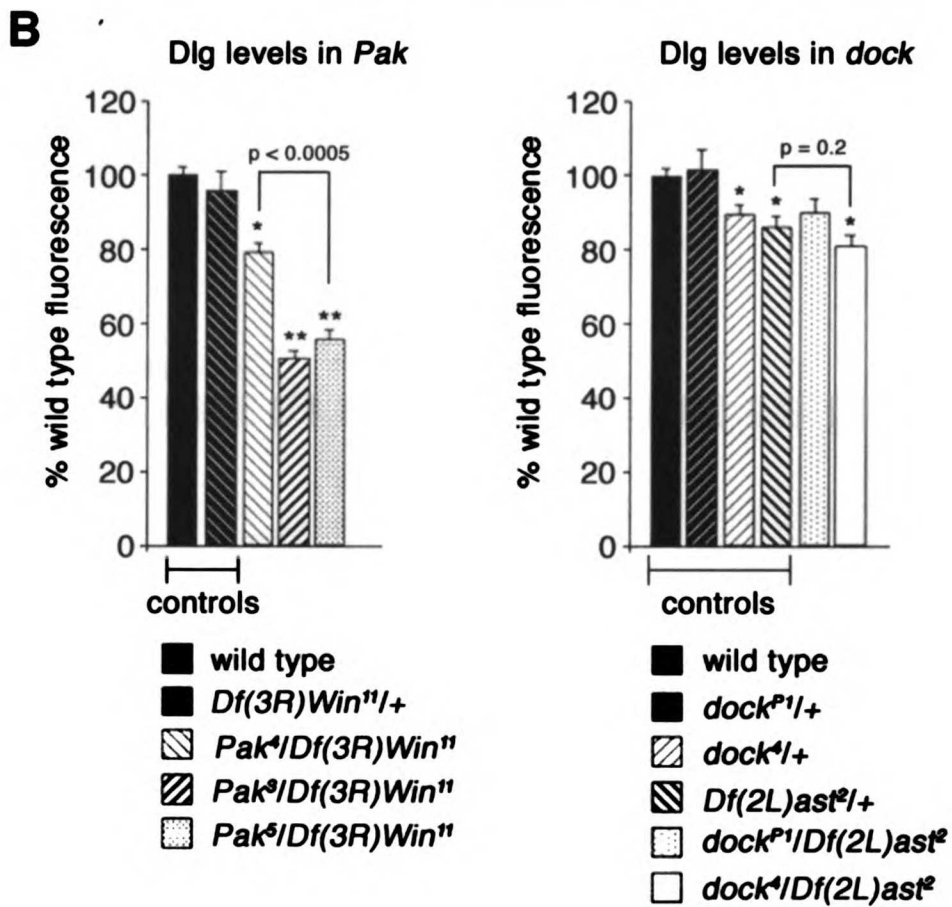 B
Dlg levels in Pak
120
100
80
60
40
20
0
% wild type fluorescence
p < 0.0005
*
**
**
controls
wild type
Df(3R)Win¹¹/+
Pak⁴/Df(3R)Win¹¹
Pak³/Df(3R)Win¹¹
Pak⁵/Df(3R)Win¹¹
Dlg levels in dock
120
100
80
60
40
20
0
% wild type fluorescence
p = 0.2
*
*
*
controls
wild type
dockᴾ¹/+
dock⁴/+
Df(2L)ast²/+
dockᴾ¹/Df(2L)ast²
dock⁴/Df(2L)ast²